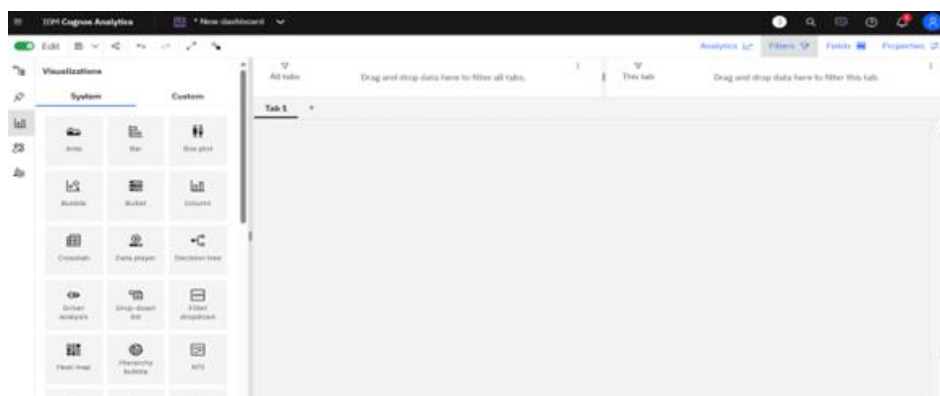 IBM Cognos Analytics
* New dashboard
Edit
Analytics
Filters
Fields
Properties
Visualizations
System
Custom
All tabs
Drag and drop data here to filter all tabs.
This tab
Drag and drop data here to filter this tab.
Tab 1
+
Area
Bar
Box plot
Bubble
Bullet
Column
Crosstab
Data player
Decision tree
Driver
analysis
Drop-down
list
Filter
dropdown
Heat map
Hierarchy
bubble
KPI